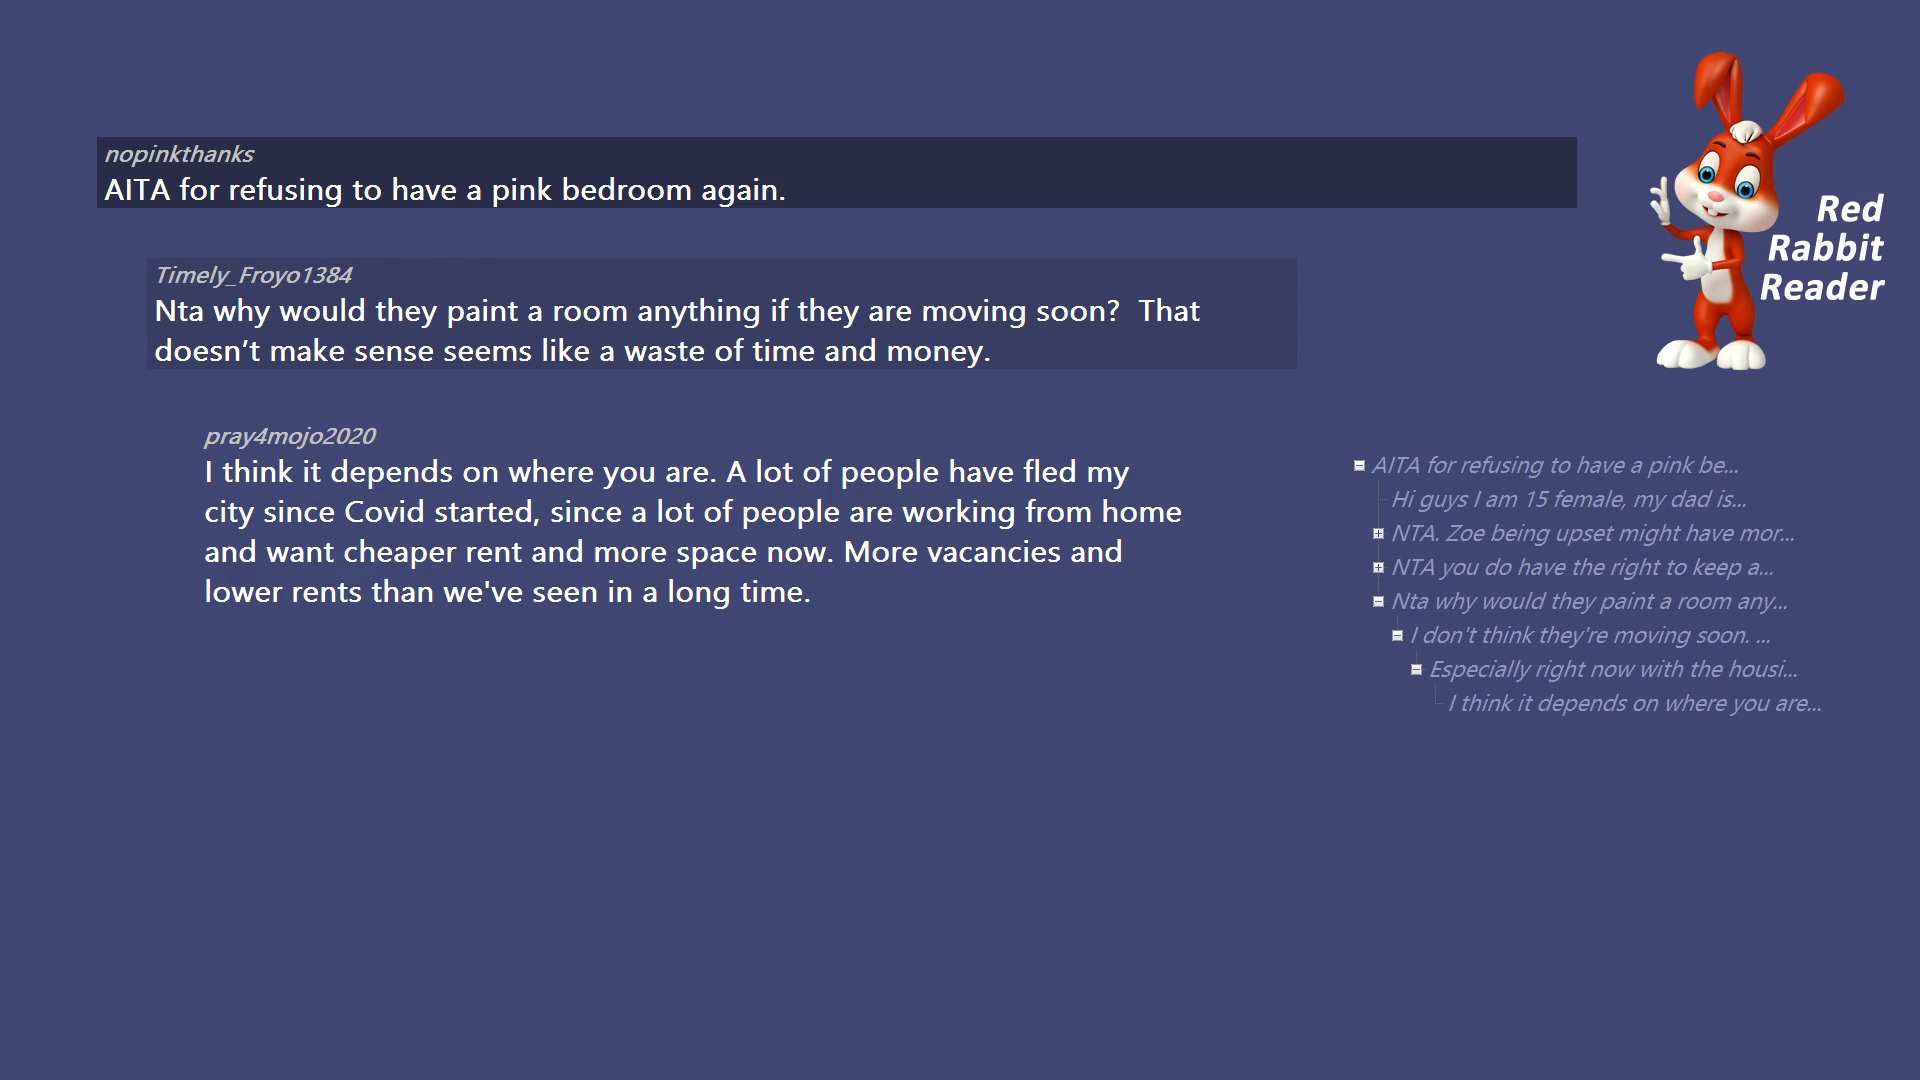 nopinkthanks
AITA for refusing to have a pink bedroom again.
Timely_Froyo1384
Nta why would they paint a room anything if they are moving soon?  That
doesn’t make sense seems like a waste of time and money.
pray4mojo2020
I think it depends on where you are. A lot of people have fled my
city since Covid started, since a lot of people are working from home
and want cheaper rent and more space now. More vacancies and
lower rents than we've seen in a long time.
Red
Rabbit
Reader
AITA for refusing to have a pink be...
Hi guys I am 15 female, my dad is...
NTA. Zoe being upset might have mor...
NTA you do have the right to keep a...
Nta why would they paint a room any...
I don't think they're moving soon. ...
Especially right now with the housi...
I think it depends on where you are...